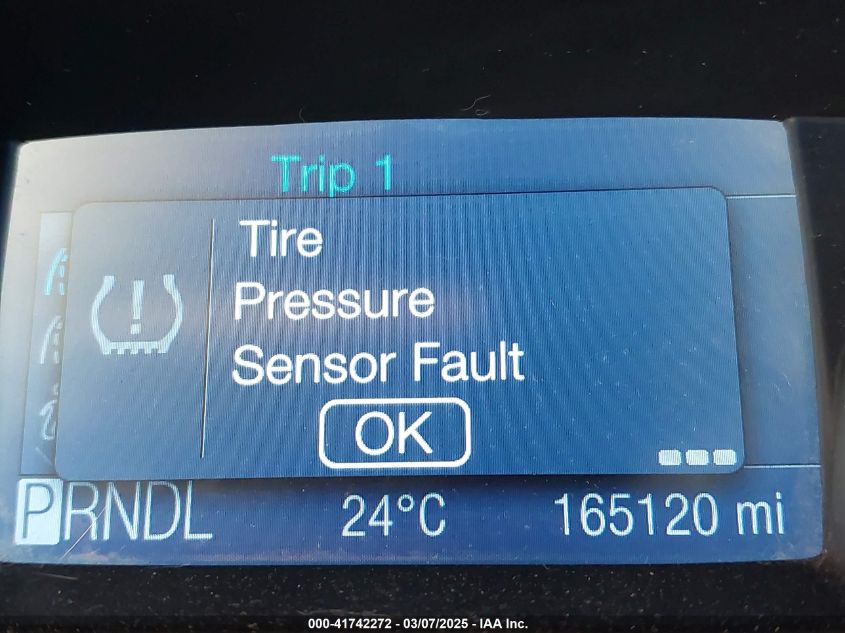 Trip 1
Tire
Pressure
Sensor Fault
OK
PRNDL 24°C 165120 mi
000-41742272 - 03/07/2025 - IAA Inc.